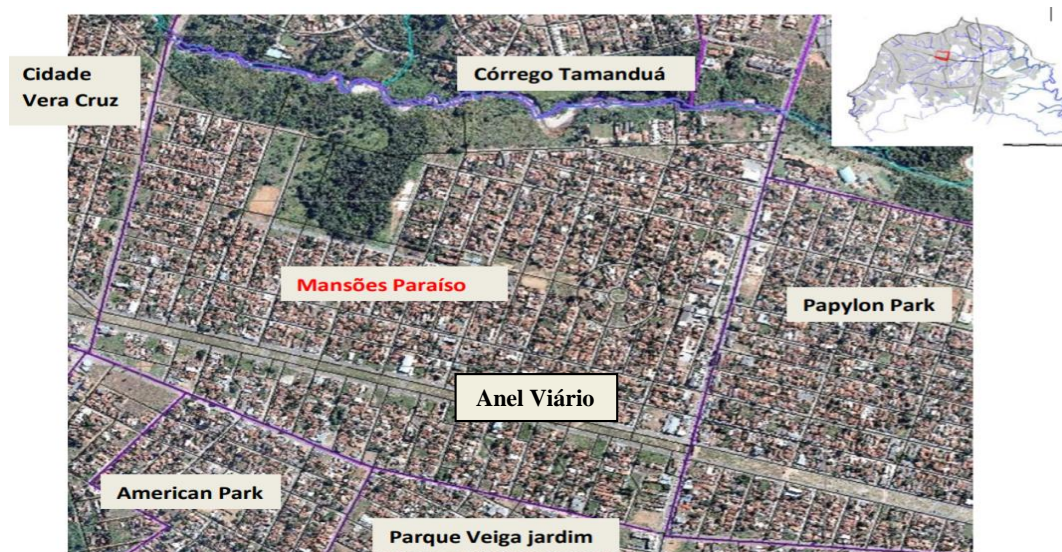 Cidade
Vera Cruz
Córrego Tamanduá
Mansões Paraíso
Papylon Park
Anel Viário
American Park
Parque Veiga jardim